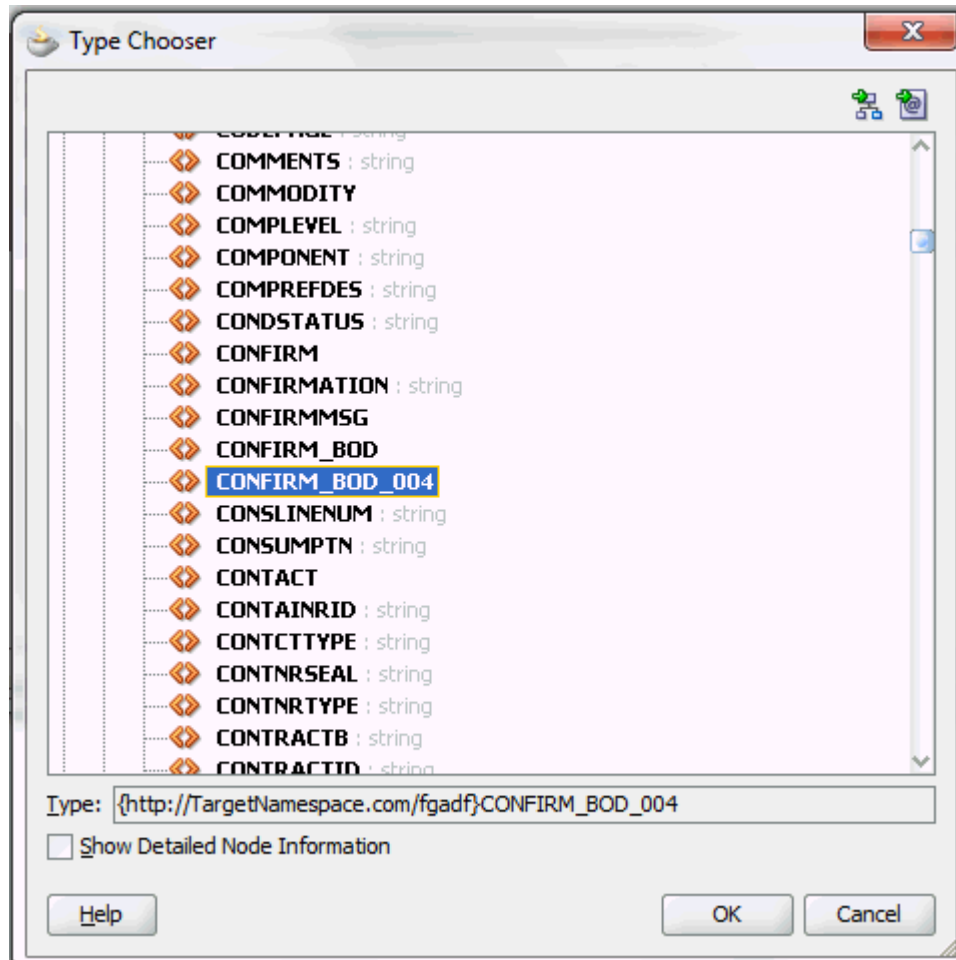 Type Chooser
COMMENTS : string
COMMODITY
COMPLEVEL : string
COMPONENT : string
COMPREFDES : string
CONDSTATUS : string
CONFIRM
CONFIRMATION : string
CONFIRMMSG
CONFIRM_BOD
CONFIRM_BOD_004
CONSLINENUM : string
CONSUMPTN : string
CONTACT
CONTAINRID : string
CONTCTTYPE : string
CONTNRSEAL : string
CONTNRTYPE : string
CONTRACTB : string
CONTRACTID : string
Type: {http://TargetNamespace.com/fgadf}CONFIRM_BOD_004
Show Detailed Node Information
Help OK Cancel